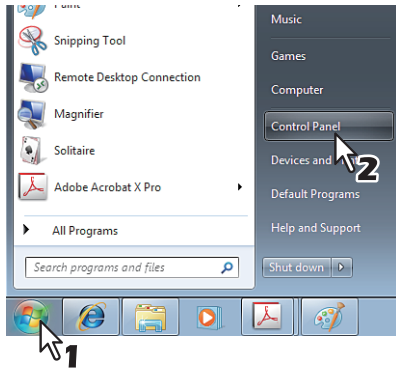 Paint
Snipping Tool
Remote Desktop Connection
Magnifier
Solitaire
Adobe Acrobat X Pro
All Programs
Search programs and files
Music
Games
Computer
Control Panel
2
Devices and
Default Programs
Help and Support
Shut down
1